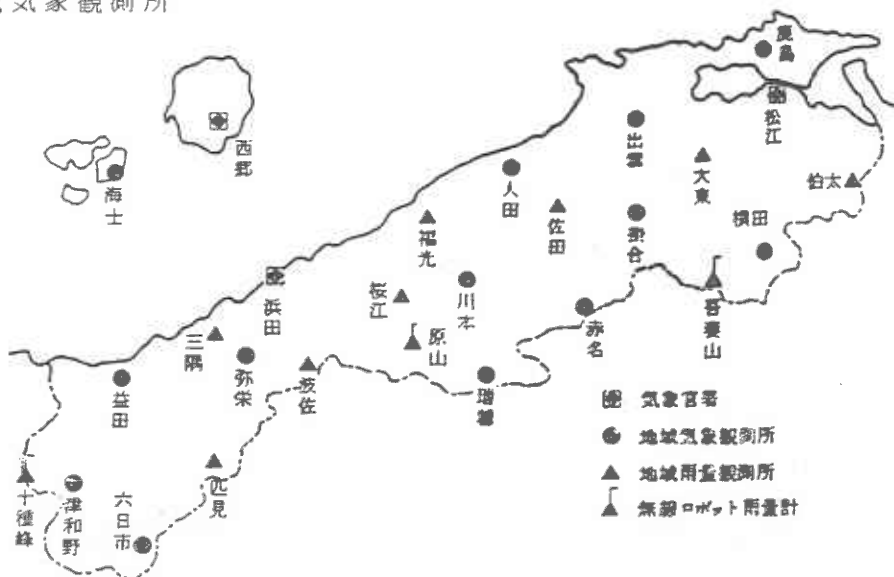 気象観測所
鹿島
松江
西郷
海士
出雲
大東
伯太
大田
佐田
掛合
横田
福光
桜江
川本
浜田
三隅
原山
赤名
吾妻山
弥栄
波佐
瑞穂
益田
匹見
十種峰
津和野
六日市
気象官署
地域気象観測所
地域雨量観測所
無線ロボット雨量計